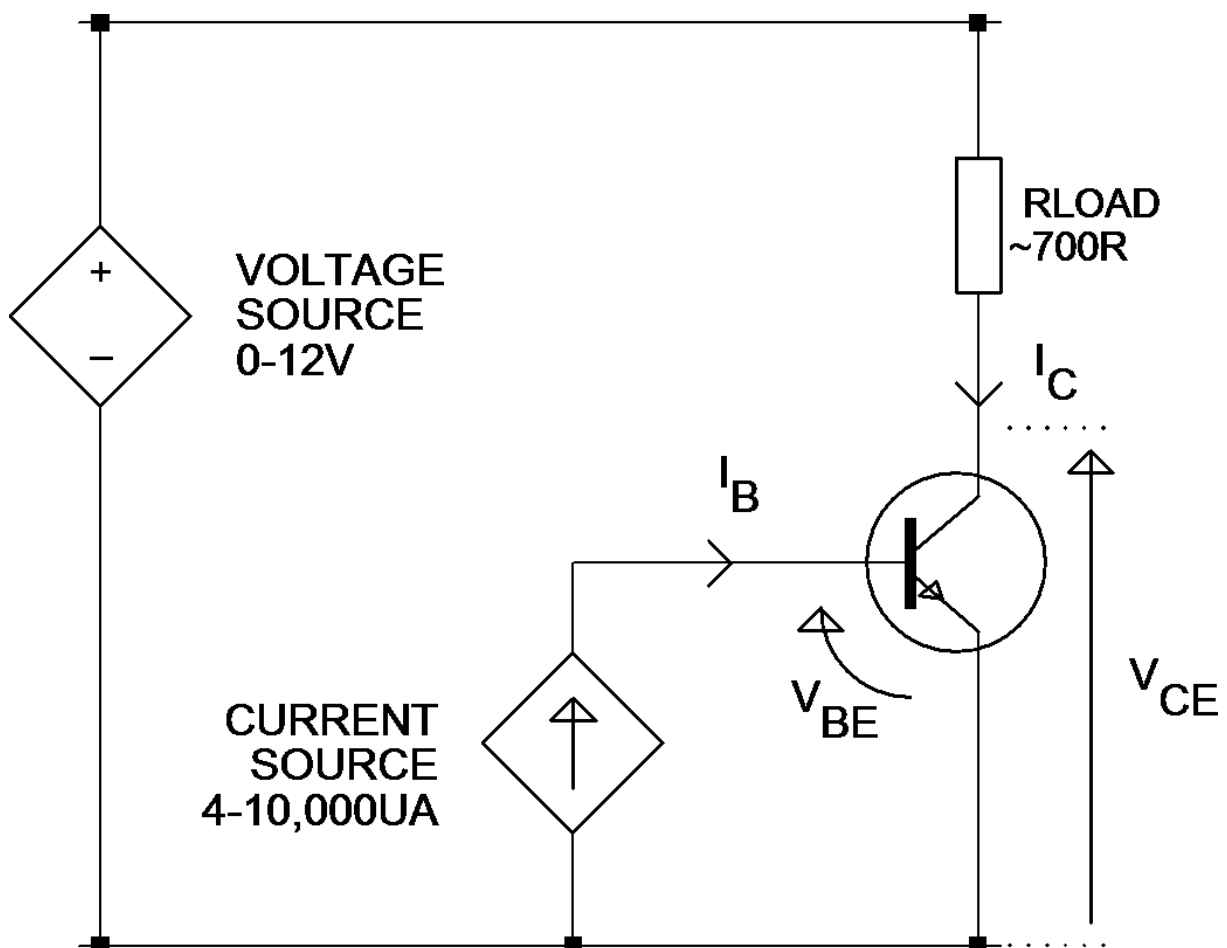 +
–
VOLTAGE
SOURCE
0-12V
RLOAD
~700R
IC
IB
VBE
VCE
CURRENT
SOURCE
4-10,000UA